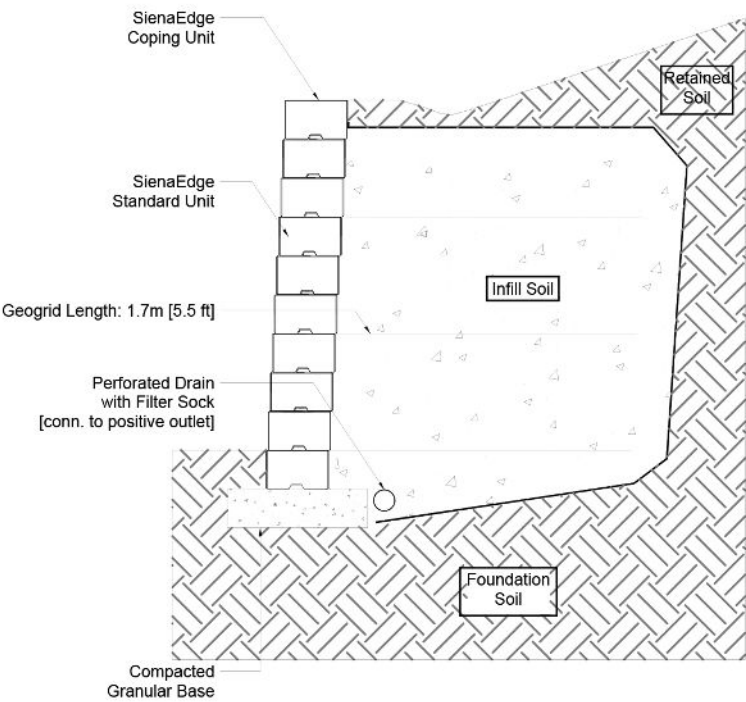 SienaEdge
Coping Unit
Retained
Soil
SienaEdge
Standard Unit
Infill Soil
Geogrid Length: 1.7m [5.5 ft]
Perforated Drain
with Filter Sock
[conn. to positive outlet]
Foundation
Soil
Compacted
Granular Base